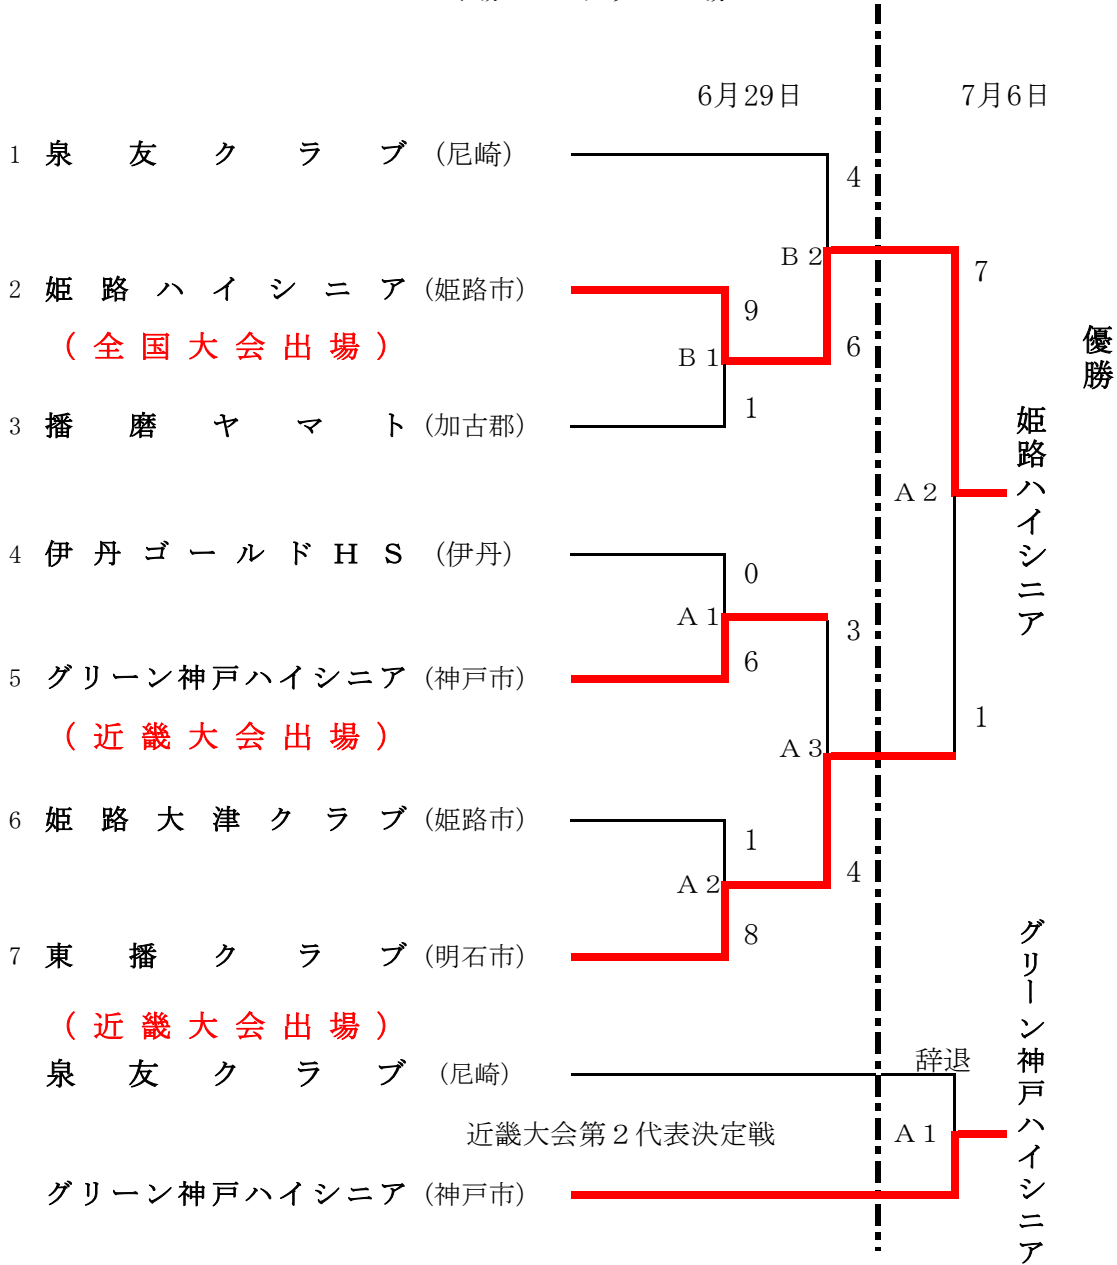 6月29日 7月6日
1 泉友クラブ (尼崎)
4
B 2
7
2 姫路ハイシニア (姫路市)
9
(全国大会出場)
B 1
6
優勝
1
3 播磨ヤマト (加古郡)
姫路ハイシニア
A 2
4 伊丹ゴールドHS (伊丹)
0
A 1
3
6
5 グリーン神戸ハイシニア (神戸市)
1
(近畿大会出場)
A 3
6 姫路大津クラブ (姫路市)
1
A 2
4
8
7 東播クラブ (明石市)
(近畿大会出場)
グリーン神戸ハイシニア
泉友クラブ (尼崎)
辞退
近畿大会第2代表決定戦
A 1
グリーン神戸ハイシニア (神戸市)